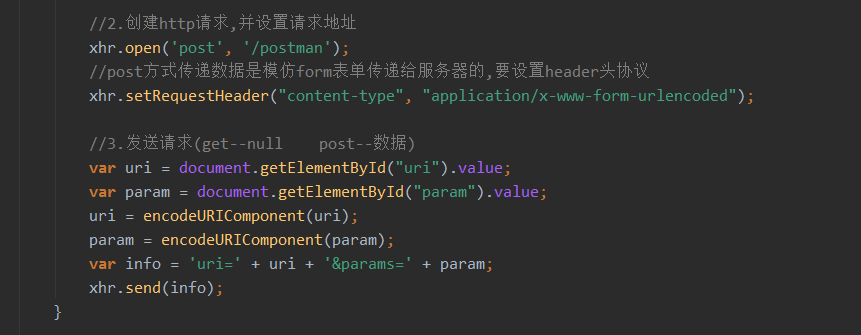 //2.创建http请求,并设置请求地址
xhr.open('post', '/postman');
//post方式传递数据是模仿form表单传递给服务器的,要设置header头协议
xhr.setRequestHeader("content-type", "application/x-www-form-urlencoded");
//3.发送请求(get--null    post--数据)
var uri = document.getElementById("uri").value;
var param = document.getElementById("param").value;
uri = encodeURIComponent(uri);
param = encodeURIComponent(param);
var info = 'uri=' + uri + '&params=' + param;
xhr.send(info);
}